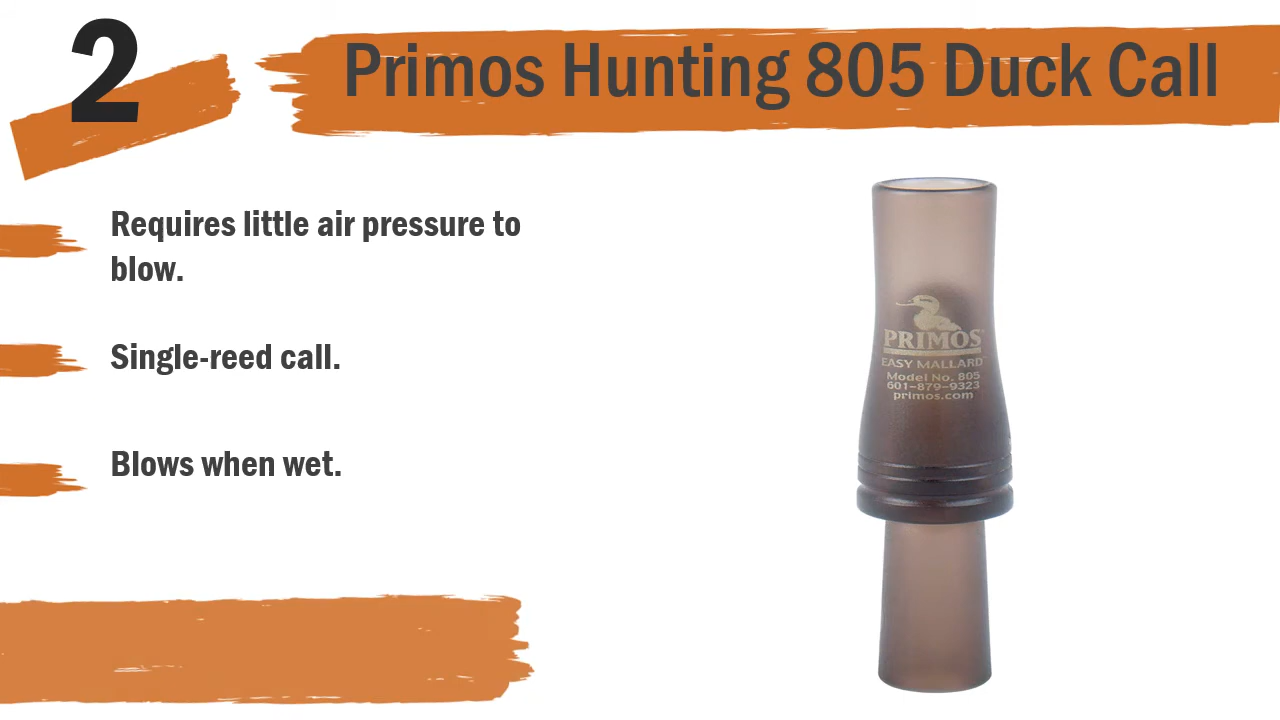 2
Primos Hunting 805 Duck Call
Requires little air pressure to
blow.
Single-reed call.
Blows when wet.
PRIMOS
EASY MALLARD
Model No. 805
601-879-9323
primos.com